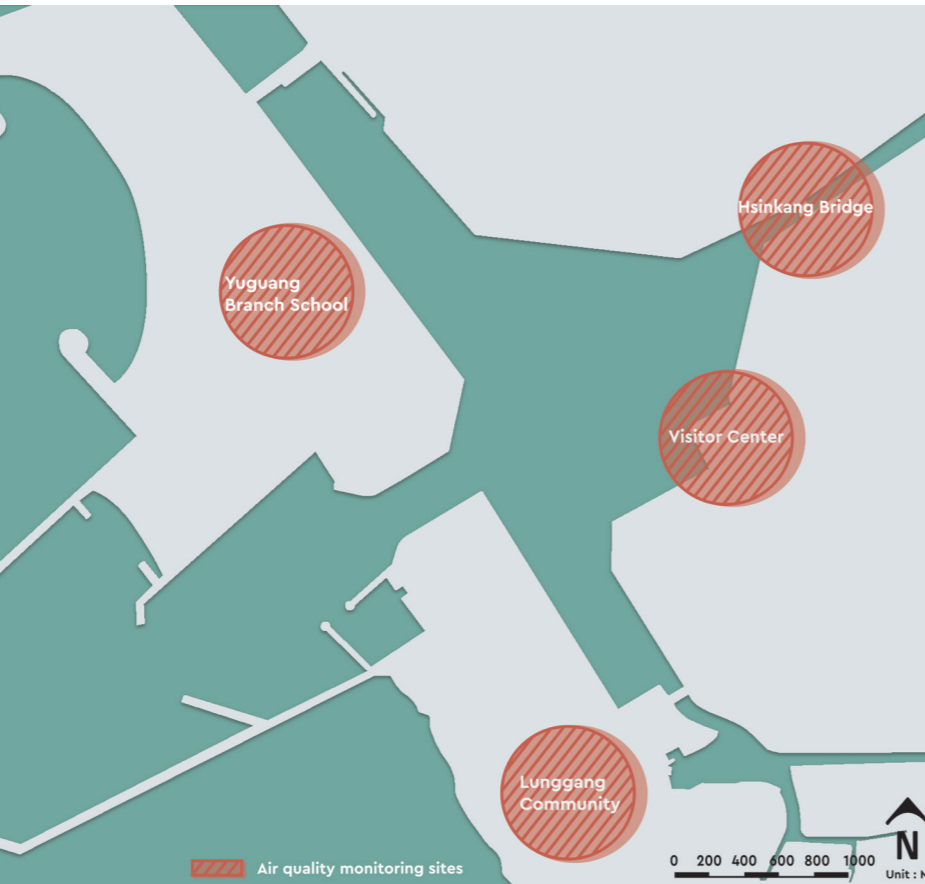 Hsinkang Bridge
Yuguang
Branch School
Visitor Center
Lunggang
Community
Air quality monitoring sites
0 200 400 600 800 1000
N
Unit : M